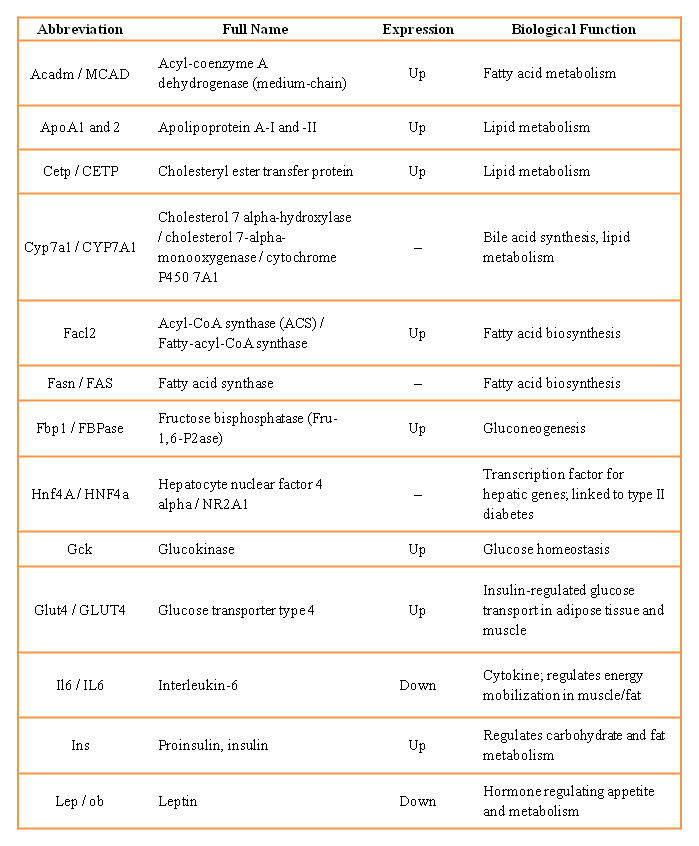 Abbreviation Full Name Expression Biological Function
Acyl-coenzyme A
Acadm / MCAD Up Fatty acid metabolism
dehydrogenase (medium-chain)
ApoA1 and 2 Apolipoprotein A-I and -II Up Lipid metabolism
Cetp / CETP Cholesteryl ester transfer protein Up Lipid metabolism
Cholesterol 7 alpha-hydroxylase
/ cholesterol 7-alpha-
Cyp7a1 / CYP7A1 – Bile acid synthesis, lipid
monooxygenase / cytochrome metabolism
P450 7A1
Acyl-CoA synthase (ACS) /
Facl2 Up Fatty acid biosynthesis
Fatty-acyl-CoA synthase
Fasn / FAS Fatty acid synthase – Fatty acid biosynthesis
Fructose bisphosphatase (Fru-
Fbp1 / FBPase Up Gluconeogenesis
1,6-P2ase)
Transcription factor for
Hepatocyte nuclear factor 4
Hnf4A / HNF4a – hepatic genes; linked to type II
alpha / NR2A1
diabetes
Gck Glucokinase Up Glucose homeostasis
Insulin-regulated glucose
Glut4 / GLUT4 Glucose transporter type 4 Up transport in adipose tissue and
muscle
Cytokine; regulates energy
Il6 / IL6 Interleukin-6 Down
mobilization in muscle/fat
Regulates carbohydrate and fat
Ins Proinsulin, insulin Up
metabolism
Hormone regulating appetite
Lep / ob Leptin Down
and metabolism